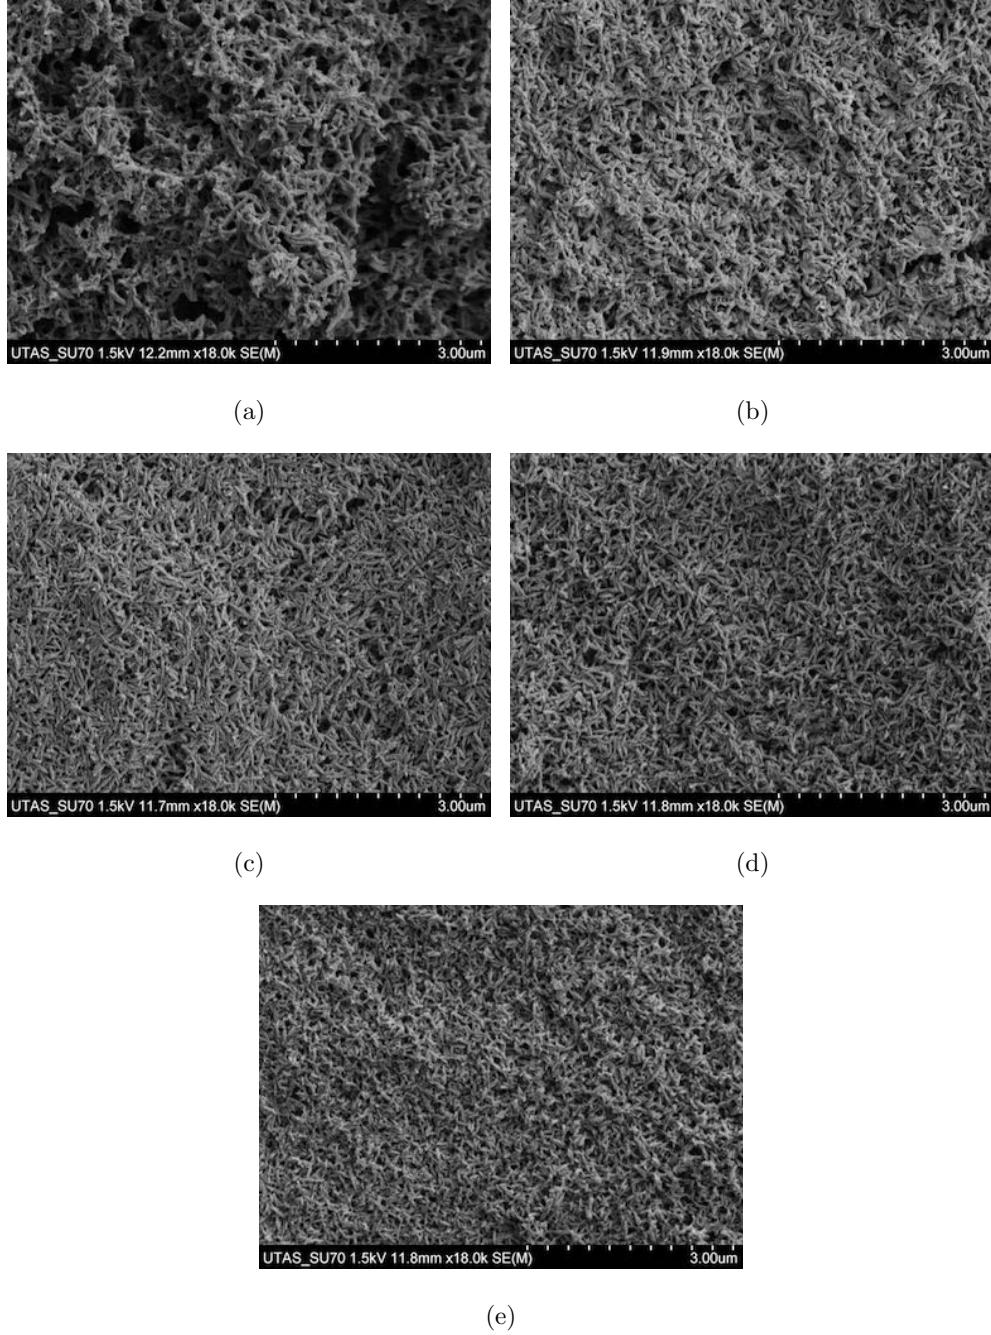 UTAS_SU70 1.5kV 12.2mm x18.0k SE(M) 3.00um
UTAS_SU70 1.5kV 11.9mm x18.0k SE(M) 3.00um
(a)
(b)
UTAS_SU70 1.5kV 11.7mm x18.0k SE(M) 3.00um
UTAS_SU70 1.5kV 11.8mm x18.0k SE(M) 3.00um
(c)
(d)
UTAS_SU70 1.5kV 11.8mm x18.0k SE(M) 3.00um
(e)